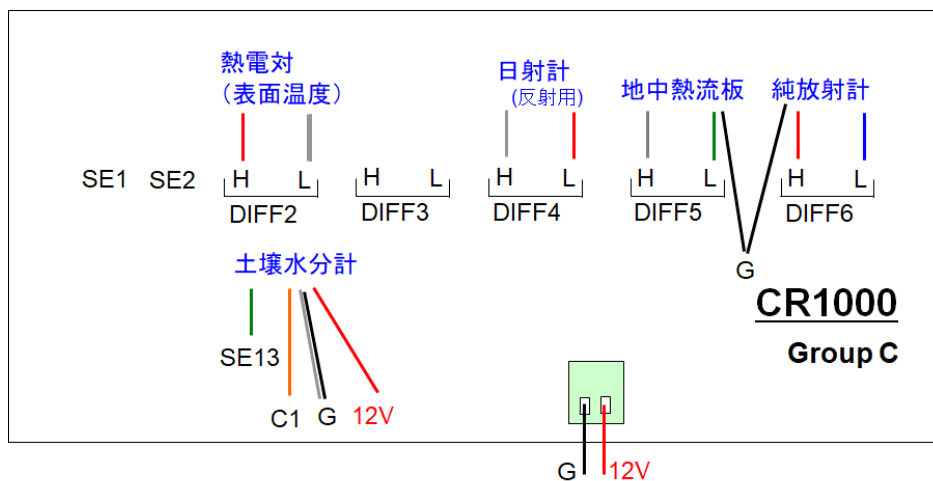 熱電対
（表面温度）
日射計
(反射用)
地中熱流板
純放射計
SE1 SE2 H L H L H L H L H L
DIFF2 DIFF3 DIFF4 DIFF5 DIFF6
土壌水分計
G
CR1000
Group C
SE13
C1 G 12V
G 12V